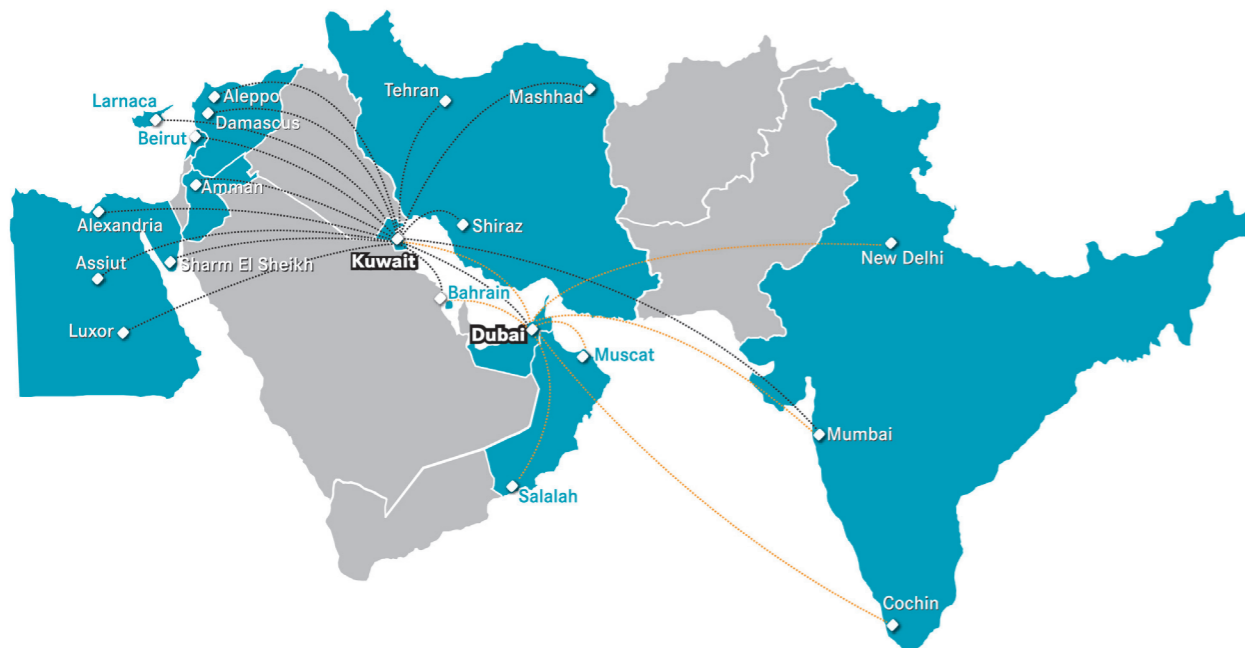 Larnaca
Aleppo
Damascus
Beirut
Tehran
Mashhad
Amman
Alexandria
Shiraz
Assiut
Sharm El Sheikh
Kuwait
New Delhi
Bahrain
Luxor
Dubai
Muscat
Mumbai
Salalah
Cochin